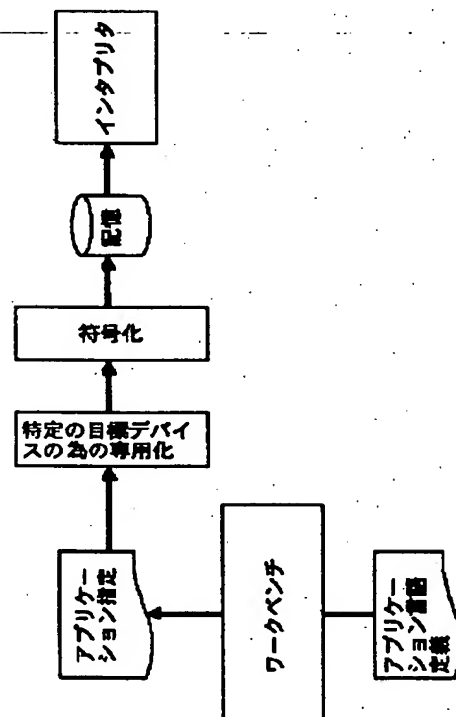 インタプリタ
記憶
符号化
特定の目標デバイ
スの為の専用化
アプリケー
ション指定
ワークベンチ
アプリケー
ション言語
定義